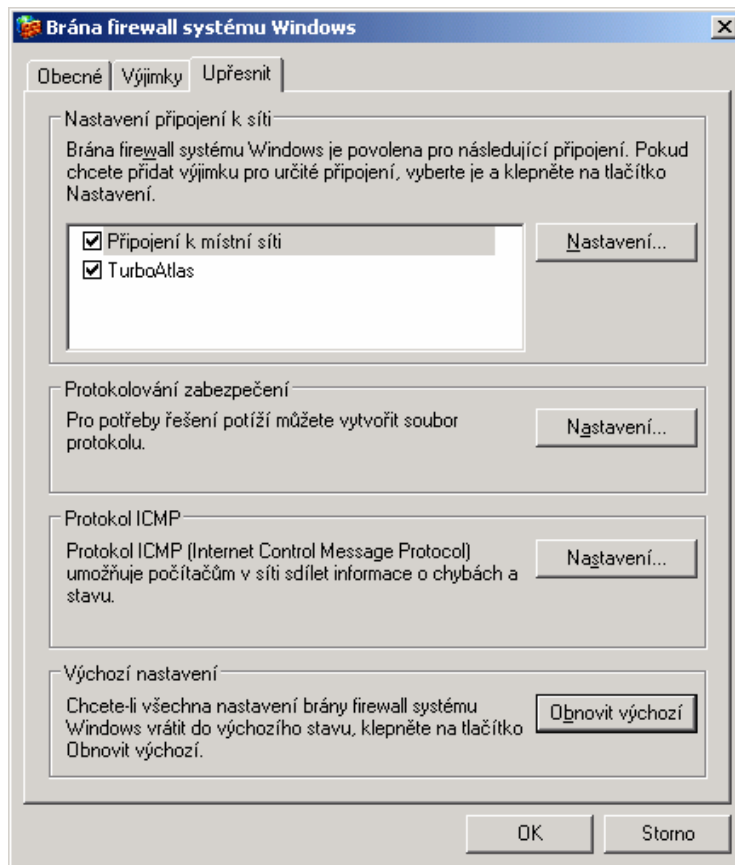 Brána firewall systému Windows
Obecné Výjimky Upřesnit
Nastavení připojení k síti
Brána firewall systému Windows je povolena pro následující připojení. Pokud
chcete přidat výjimku pro určité připojení, vyberte je a klepněte na tlačítko
Nastavení.
Připojení k místní síti
Nastavení...
TurboAtlas
Protokolování zabezpečení
Pro potřeby řešení potíží můžete vytvořit soubor
protokolu.
Nastavení...
Protokol ICMP
Protokol ICMP (Internet Control Message Protocol)
umožňuje počítačům v síti sdílet informace o chybách a
stavu.
Nastavení...
Výchozí nastavení
Chcete-li všechna nastavení brány firewall systému
Windows vrátit do výchozího stavu, klepněte na tlačítko
Obnovit výchozí.
Obnovit výchozí
OK Storno